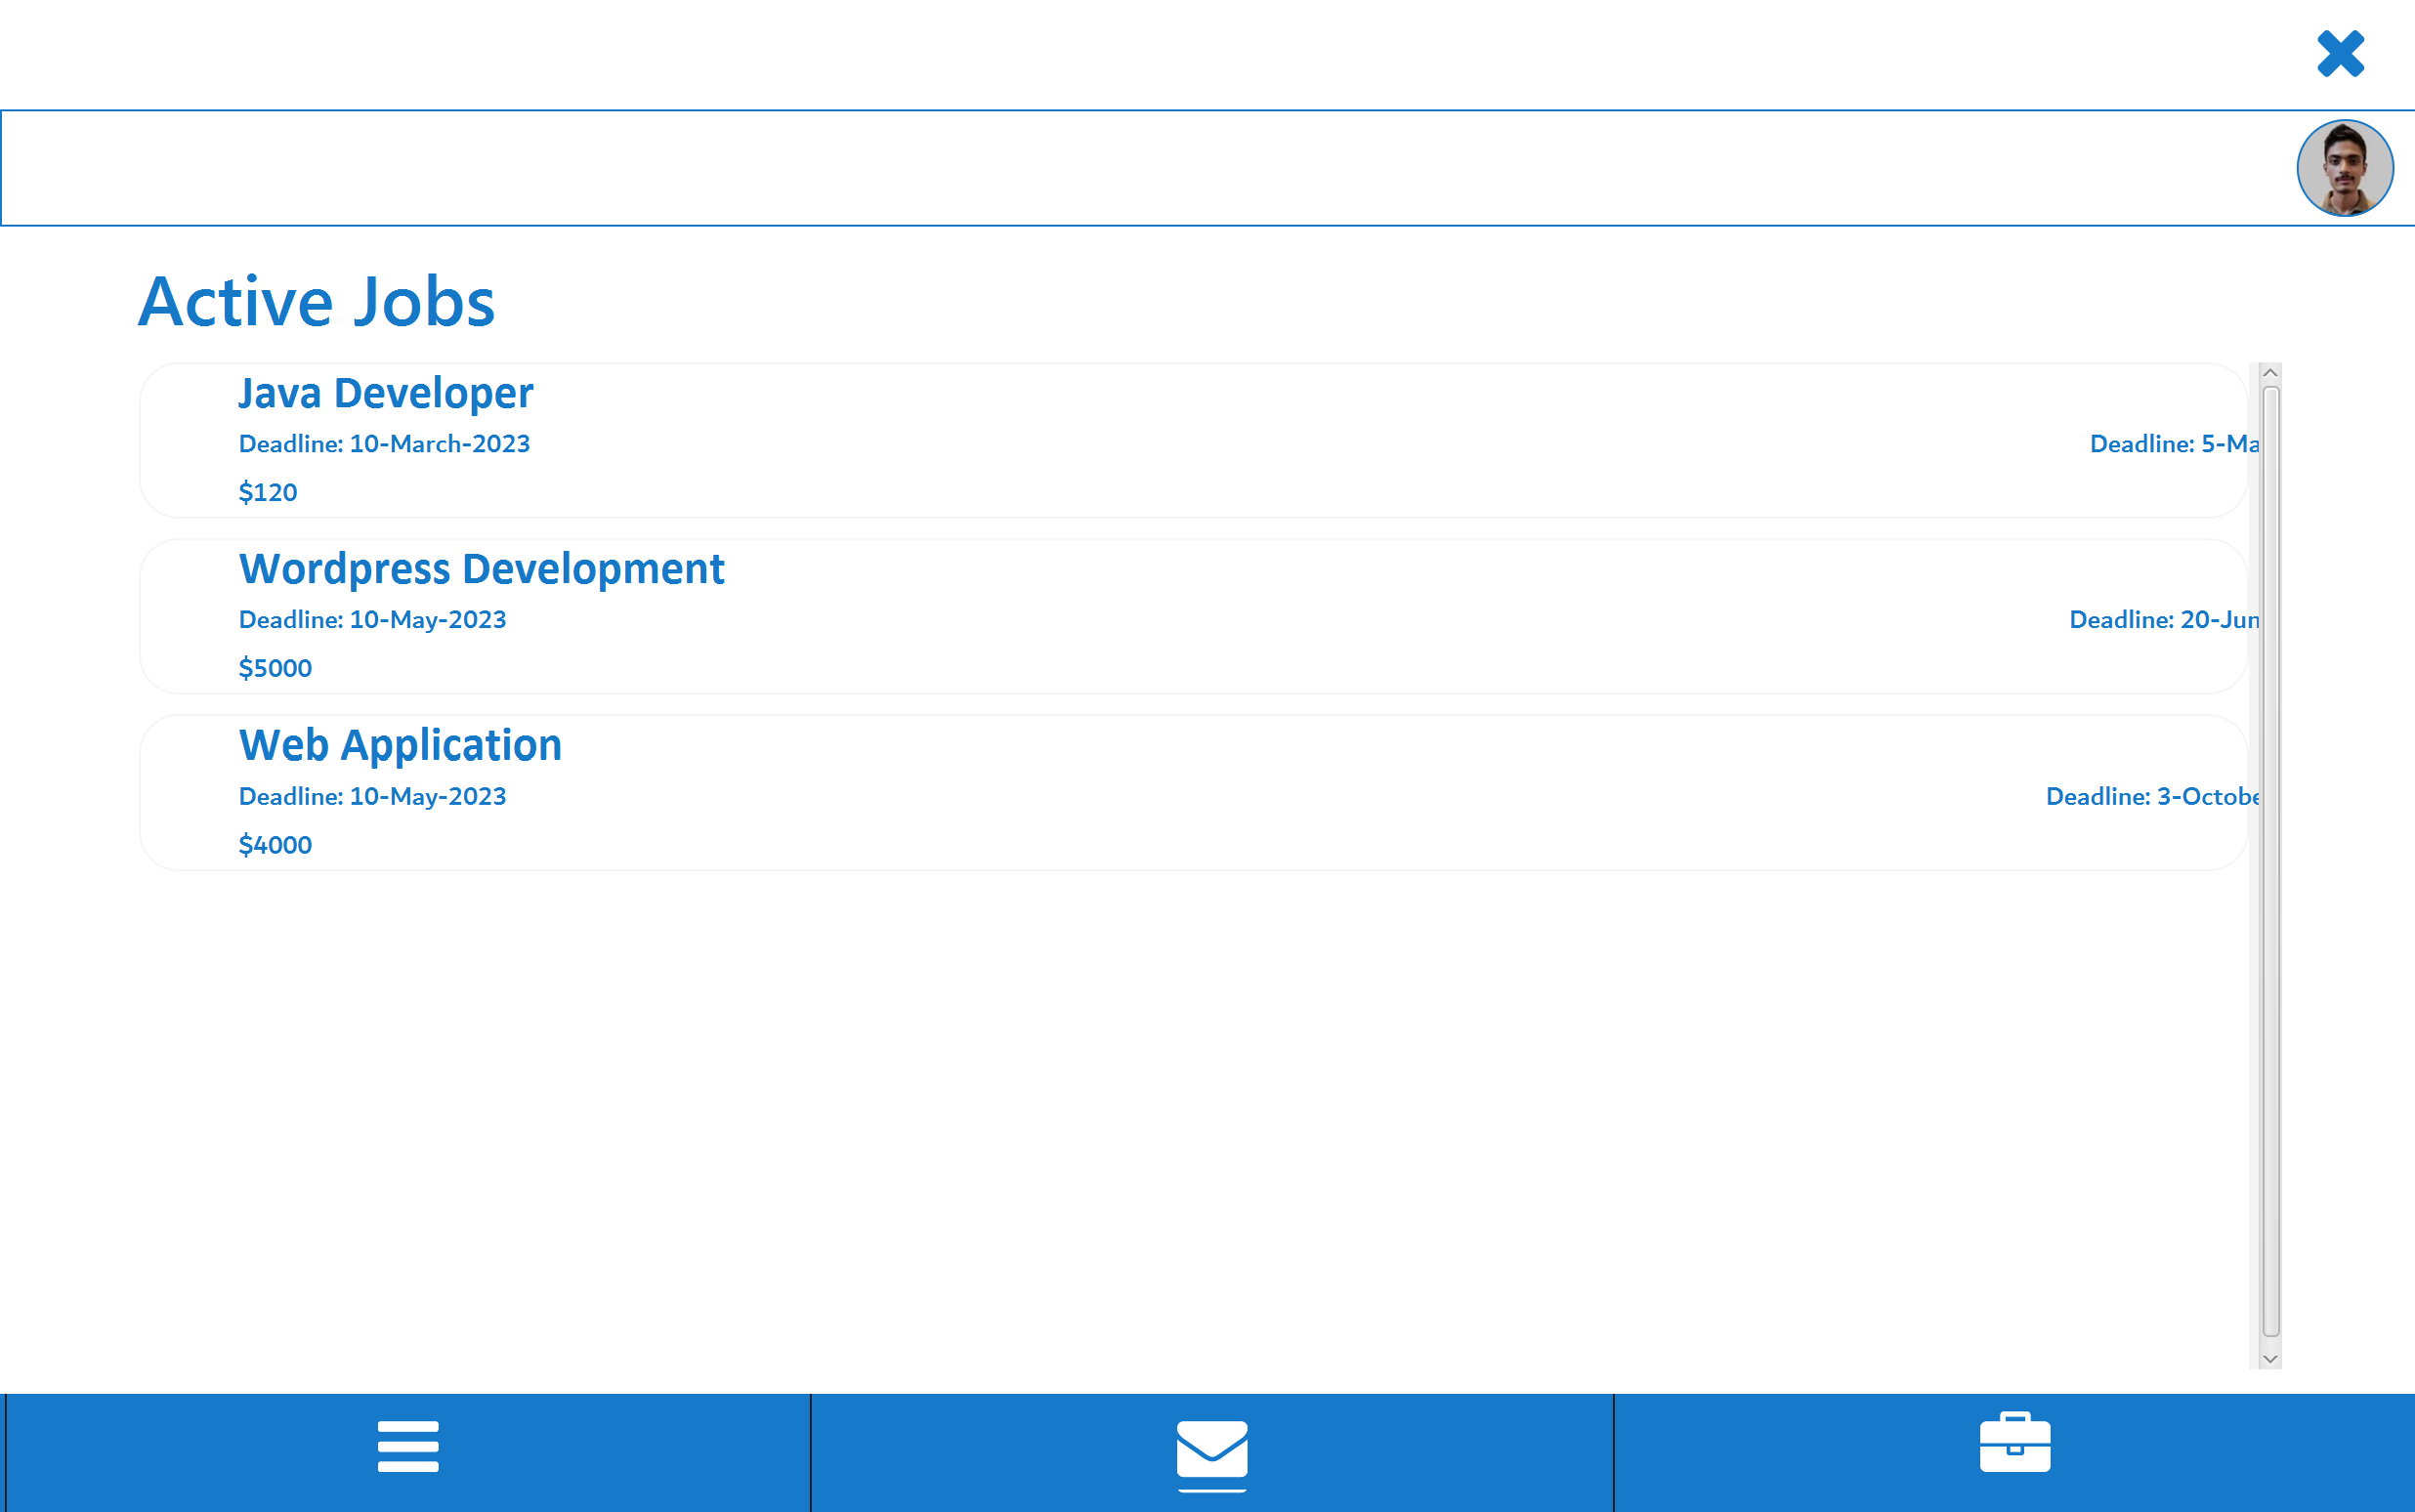 Active Jobs
Java Developer
Deadline: 10-March-2023
Deadline: 5-Ma
$120
Wordpress Development
Deadline: 10-May-2023
Deadline: 20-Jun
$5000
Web Application
Deadline: 10-May-2023
Deadline: 3-Octobe
$4000